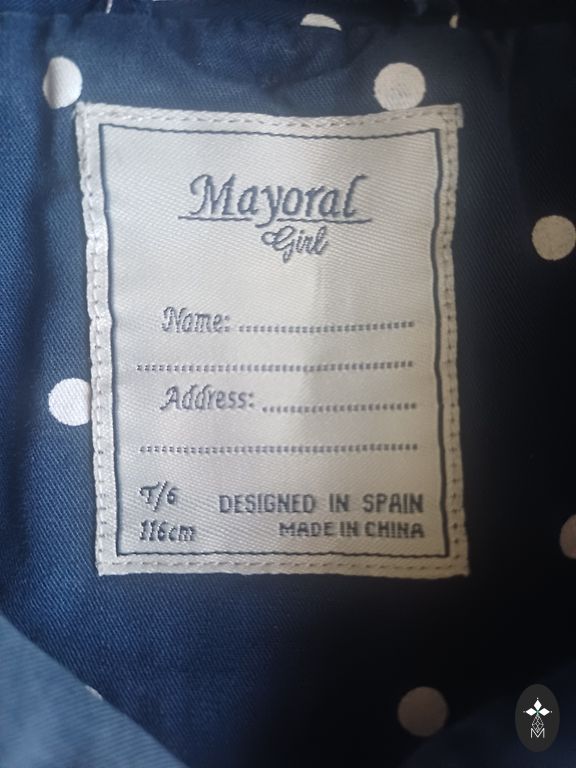 Mayoral
Girl
Name: ..............................
................................................
Address: ..........................
................................................
T/6
116cm
DESIGNED IN SPAIN
MADE IN CHINA
M